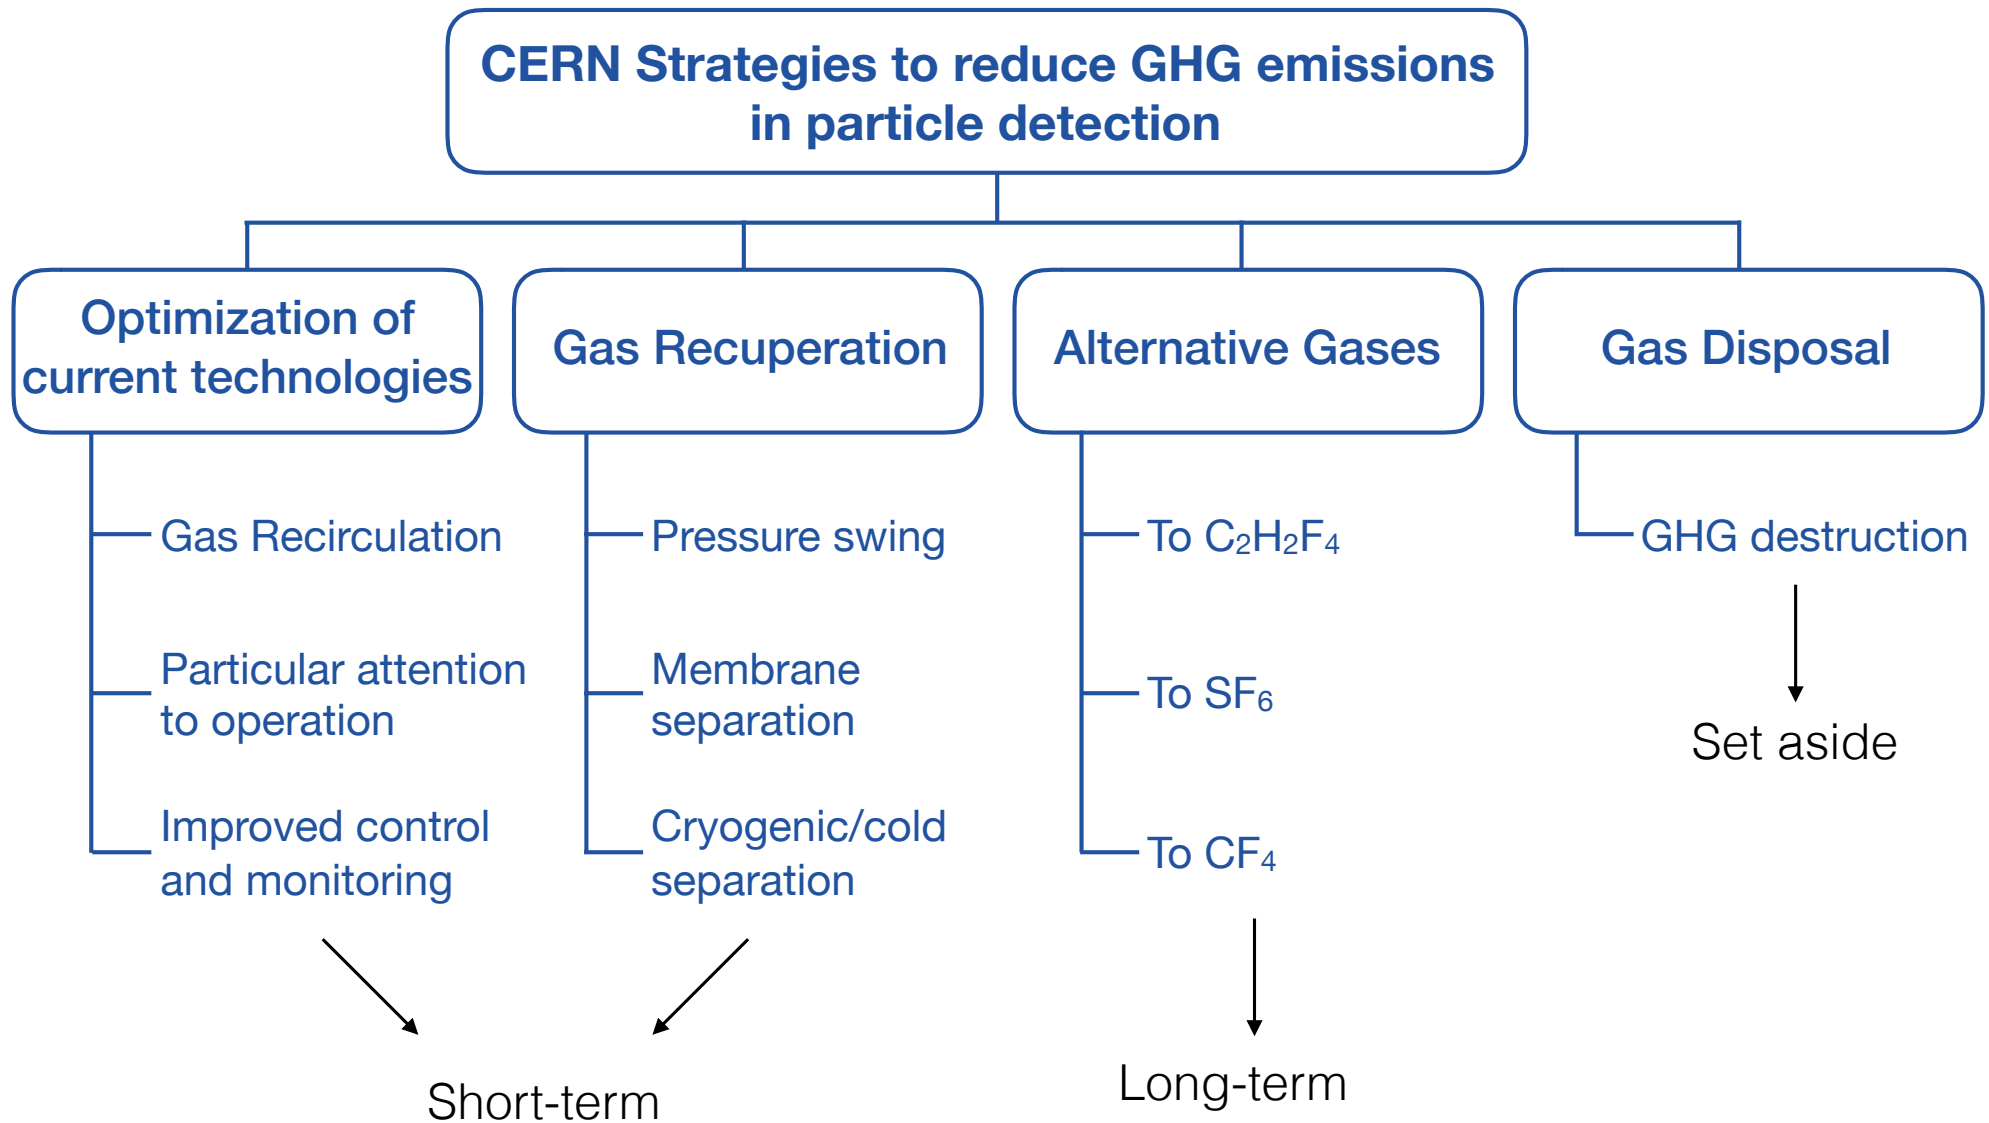 CERN Strategies to reduce GHG emissions
in particle detection
Optimization of
current technologies
Gas Recirculation
Particular attention
to operation
Improved control
and monitoring
Gas Recuperation
Pressure swing
Membrane
separation
Cryogenic/cold
separation
Short-term
Alternative Gases
To C₂H₂F₄
To SF₆
To CF₄
Long-term
Gas Disposal
GHG destruction
Set aside